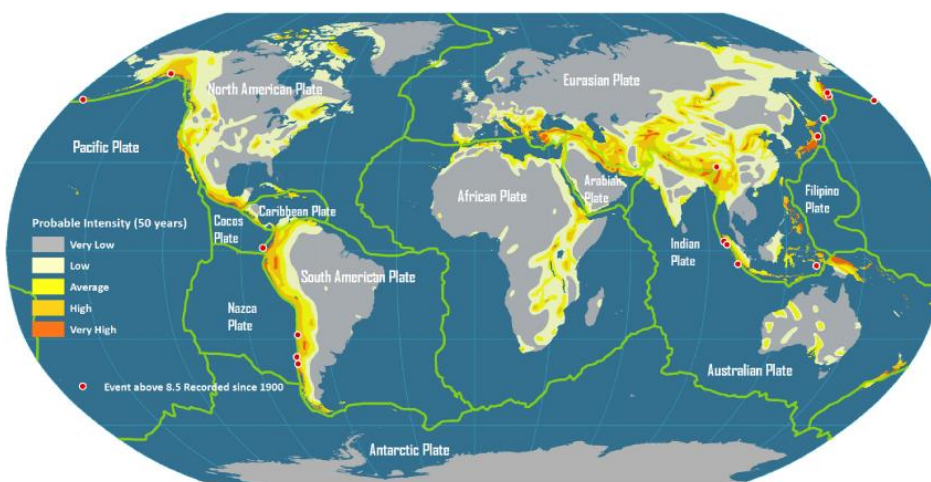 North American Plate
Eurasian Plate
Pacific Plate
African Plate
Arabian
Plate
Filipino
Plate
Caribbean Plate
Cocos
Plate
Indian
Plate
South American Plate
Nazca
Plate
Australian Plate
Antarctic Plate
Probable Intensity (50 years)
Very Low
Low
Average
High
Very High
Event above 8.5 Recorded since 1900